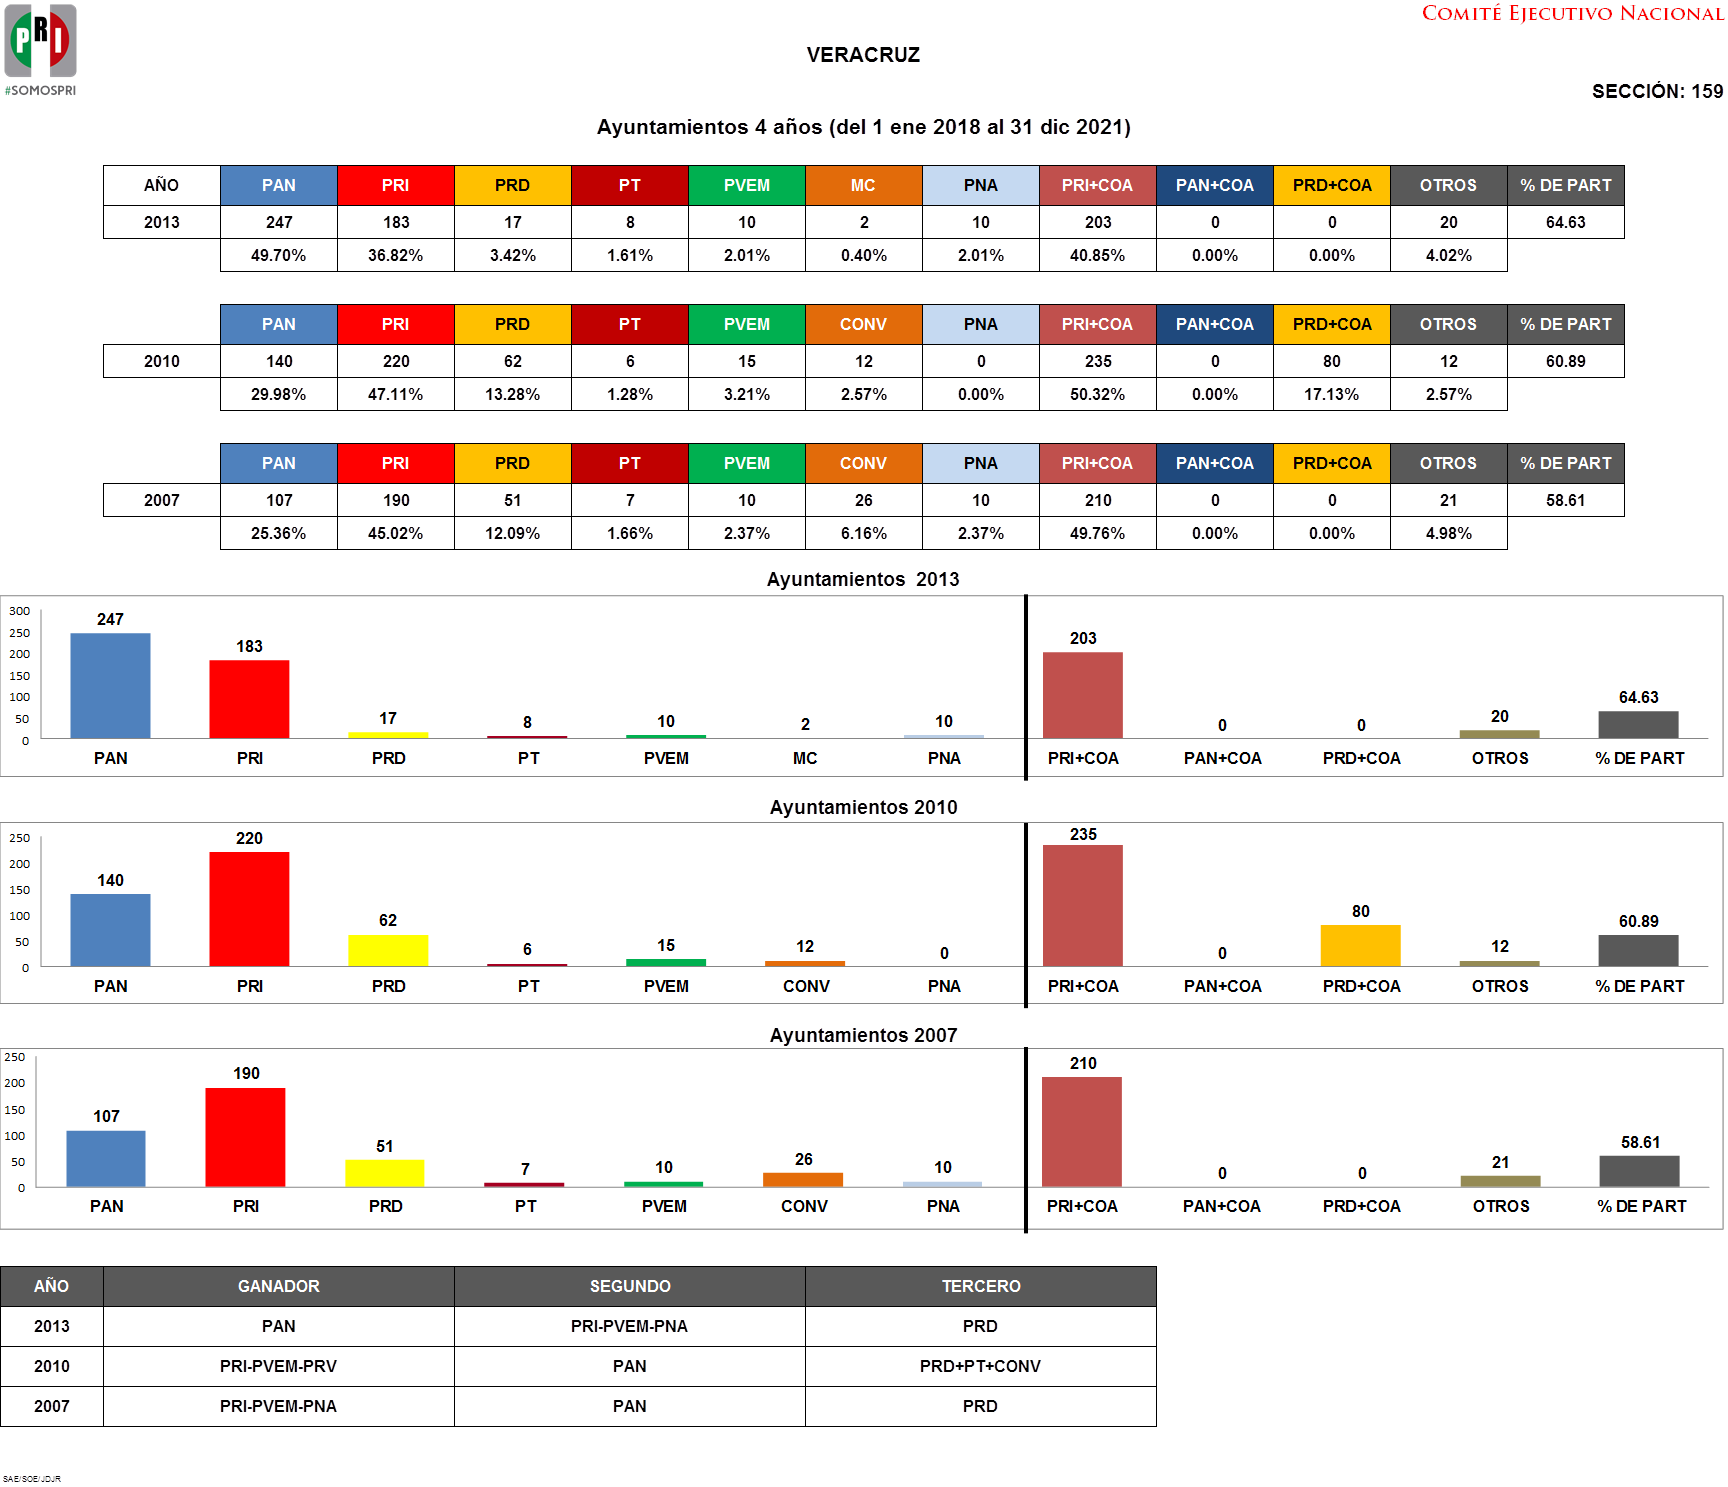 PRI
#SOMOSPRI
COMITÉ EJECUTIVO NACIONAL
VERACRUZ
SECCIÓN: 159
Ayuntamientos 4 años (del 1 ene 2018 al 31 dic 2021)
AÑO PAN PRI PRD PT PVEM MC PNA PRI+COA PAN+COA PRD+COA OTROS % DE PART
2013 247 183 17 8 10 2 10 203 0 0 20 64.63
49.70% 36.82% 3.42% 1.61% 2.01% 0.40% 2.01% 40.85% 0.00% 0.00% 4.02%
PAN PRI PRD PT PVEM CONV PNA PRI+COA PAN+COA PRD+COA OTROS % DE PART
2010 140 220 62 6 15 12 0 235 0 80 12 60.89
29.98% 47.11% 13.28% 1.28% 3.21% 2.57% 0.00% 50.32% 0.00% 17.13% 2.57%
PAN PRI PRD PT PVEM CONV PNA PRI+COA PAN+COA PRD+COA OTROS % DE PART
2007 107 190 51 7 10 26 10 210 0 0 21 58.61
25.36% 45.02% 12.09% 1.66% 2.37% 6.16% 2.37% 49.76% 0.00% 0.00% 4.98%
Ayuntamientos 2013
300
250
200
150
100
50
0
247 183 17 8 10 2 10 203 0 0 20 64.63
PAN PRI PRD PT PVEM MC PNA PRI+COA PAN+COA PRD+COA OTROS % DE PART
Ayuntamientos 2010
250
200
150
100
50
0
140 220 62 6 15 12 0 235 0 80 12 60.89
PAN PRI PRD PT PVEM CONV PNA PRI+COA PAN+COA PRD+COA OTROS % DE PART
Ayuntamientos 2007
250
200
150
100
50
0
107 190 51 7 10 26 10 210 0 0 21 58.61
PAN PRI PRD PT PVEM CONV PNA PRI+COA PAN+COA PRD+COA OTROS % DE PART
AÑO GANADOR SEGUNDO TERCERO
2013 PAN PRI-PVEM-PNA PRD
2010 PRI-PVEM-PRV PAN PRD+PT+CONV
2007 PRI-PVEM-PNA PAN PRD
SAE/SOE/JDJR